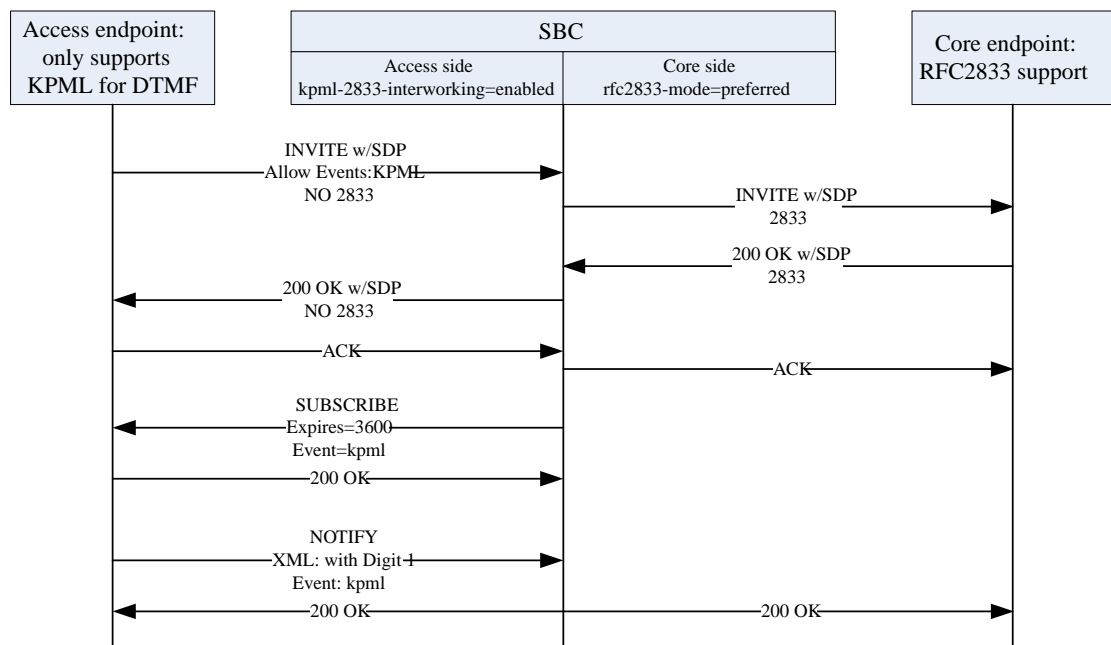 Access endpoint:
only supports
KPML for DTMF
SBC
Access side
kpml-2833-interworking=enabled
Core side
rfc2833-mode=preferred
Core endpoint:
RFC2833 support
INVITE w/SDP
Allow Events:KPML
NO 2833
INVITE w/SDP
2833
200 OK w/SDP
2833
200 OK w/SDP
NO 2833
ACK
ACK
SUBSCRIBE
Expires=3600
Event=kpml
200 OK
NOTIFY
XML: with Digit 1
Event: kpml
200 OK
200 OK